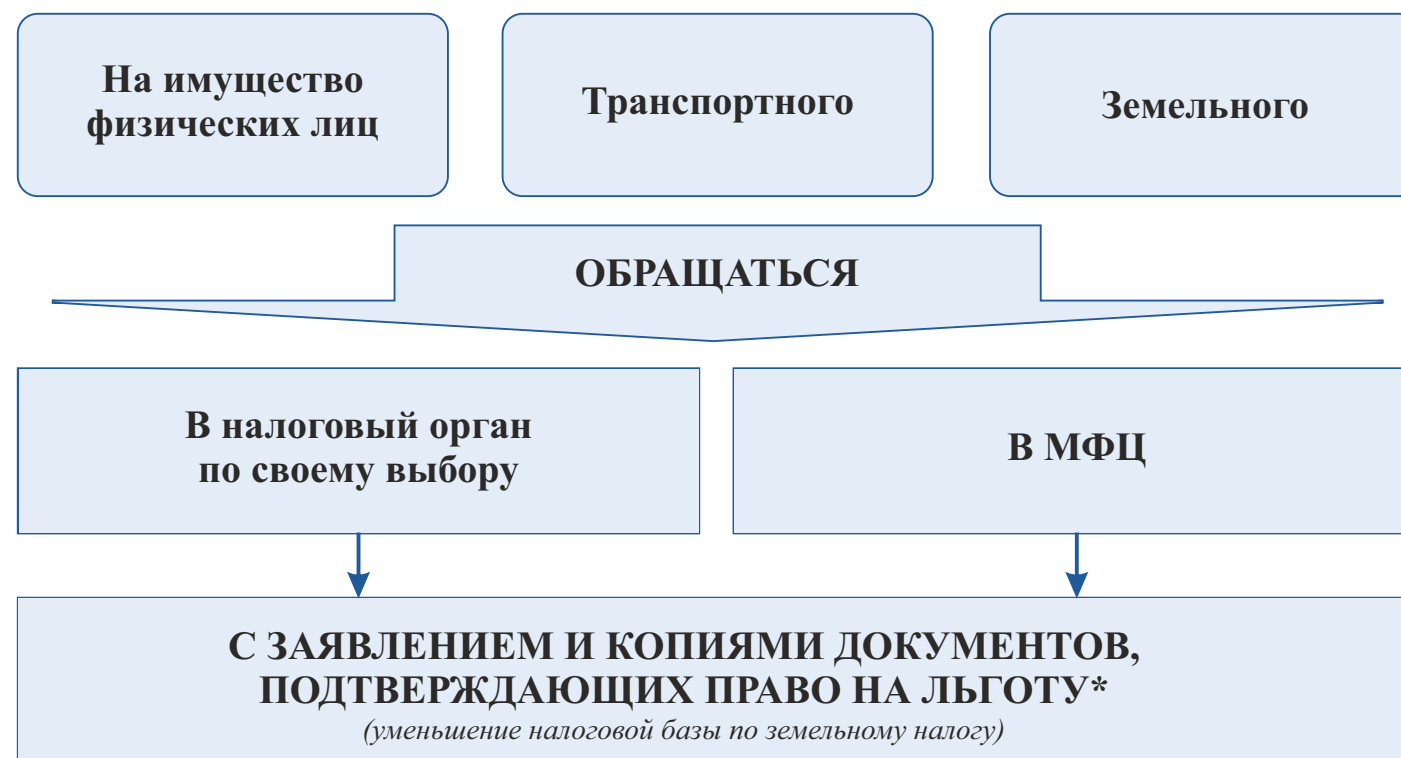 На имущество
физических лиц
Транспортного
Земельного
ОБРАЩАТЬСЯ
В налоговый орган
по своему выбору
В МФЦ
С ЗАЯВЛЕНИЕМ И КОПИЯМИ ДОКУМЕНТОВ,
ПОДТВЕРЖДАЮЩИХ ПРАВО НА ЛЬГОТУ*
(уменьшение налоговой базы по земельному налогу)